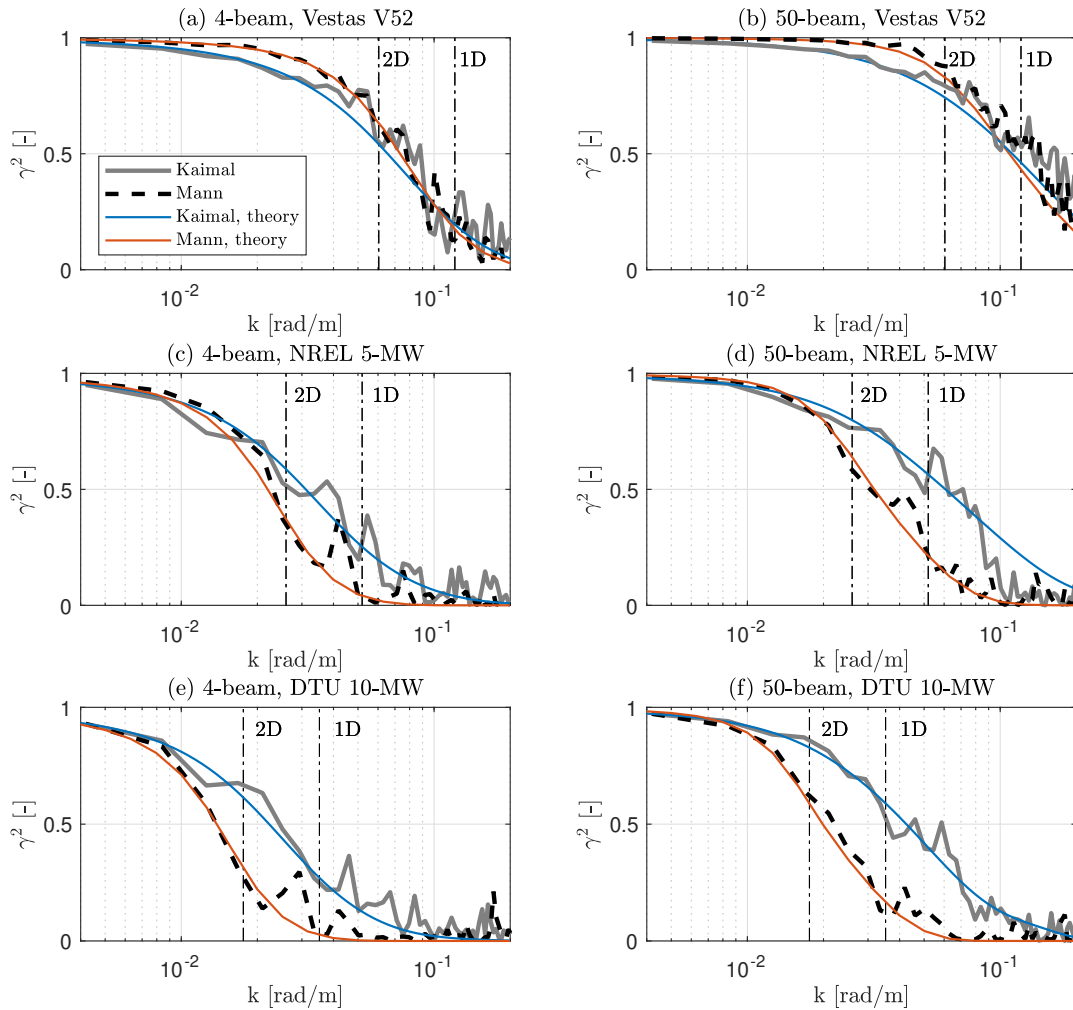 (a) 4-beam, Vestas V52
1
0.5
0
γ² [-]
2D
1D
Kaimal
Mann
Kaimal, theory
Mann, theory
10⁻²
10⁻¹
k [rad/m]
(b) 50-beam, Vestas V52
1
0.5
0
γ² [-]
2D
1D
10⁻²
10⁻¹
k [rad/m]
(c) 4-beam, NREL 5-MW
1
0.5
0
γ² [-]
2D
1D
10⁻²
10⁻¹
k [rad/m]
(d) 50-beam, NREL 5-MW
1
0.5
0
γ² [-]
2D
1D
10⁻²
10⁻¹
k [rad/m]
(e) 4-beam, DTU 10-MW
1
0.5
0
γ² [-]
2D
1D
10⁻²
10⁻¹
k [rad/m]
(f) 50-beam, DTU 10-MW
1
0.5
0
γ² [-]
2D
1D
10⁻²
10⁻¹
k [rad/m]